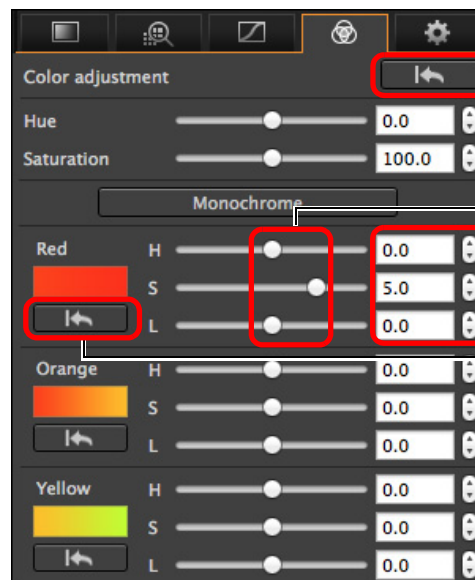 Color adjustment
Hue 0.0
Saturation 100.0
Monochrome
Red H 0.0
S 5.0
L 0.0
Orange H 0.0
S 0.0
L 0.0
Yellow H 0.0
S 0.0
L 0.0